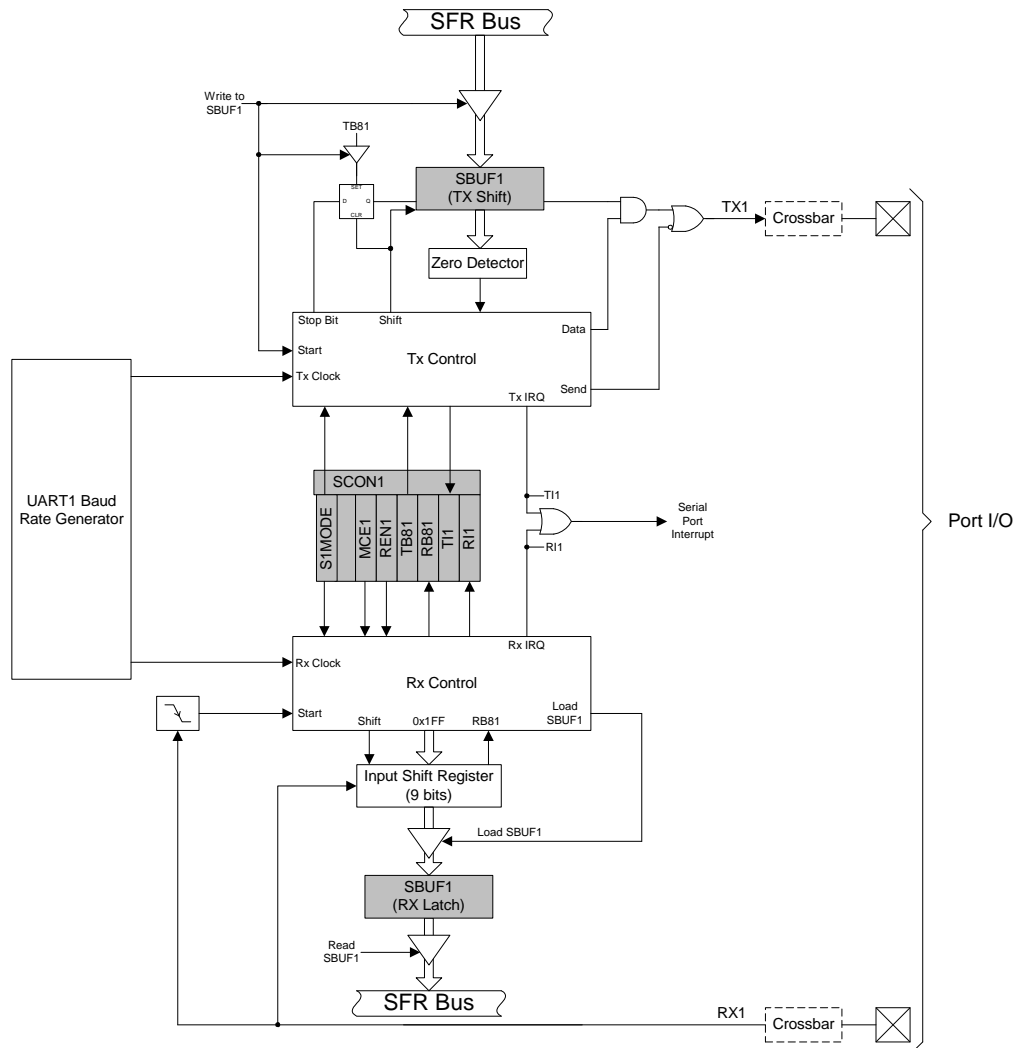 SFR Bus
Write to
SBUF1
TB81
SET
D
Q
CLR
SBUF1
(TX Shift)
TX1
Crossbar
Zero Detector
Stop Bit
Shift
Data
Start
Tx Control
Tx Clock
Send
Tx IRQ
UART1 Baud
Rate Generator
SCON1
S1MODE
MCE1
REN1
TB81
RB81
TI1
RI1
TI1
RI1
Serial
Port
Interrupt
Port I/O
Rx IRQ
Rx Clock
Rx Control
Start
Load
SBUF1
Shift
0x1FF
RB81
Input Shift Register
(9 bits)
Load SBUF1
SBUF1
(RX Latch)
Read
SBUF1
SFR Bus
RX1
Crossbar